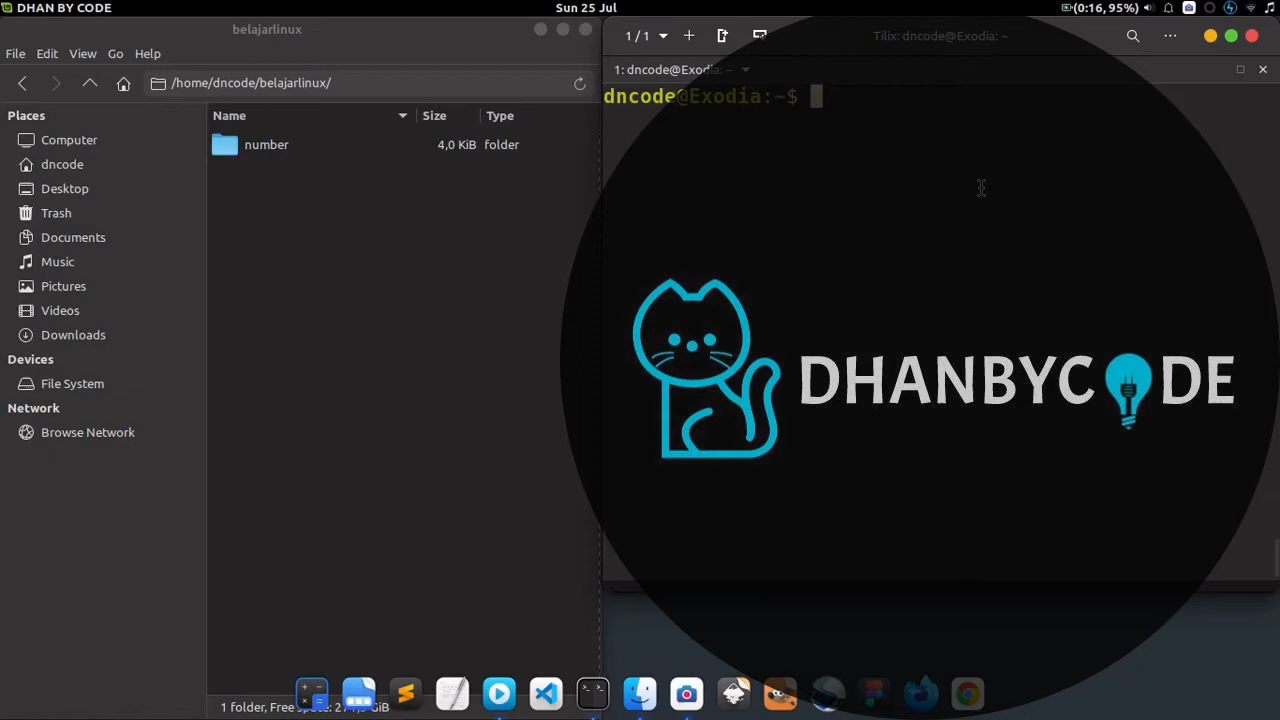 DHAN BY CODE
Sun 25 Jul
(0:16, 95%)
belajarlinux
File Edit View Go Help
/home/dncode/belajarlinux/
Places
Computer
dncode
Desktop
Trash
Documents
Music
Pictures
Videos
Downloads
Devices
File System
Network
Browse Network
Name Size Type
number 4,0 KiB folder
1 folder, Free
1 / 1
Tilix: dncode@Exodia: ~
1: dncode@Exodia: ~
dncode@Exodia:~$
DHANBYCODE